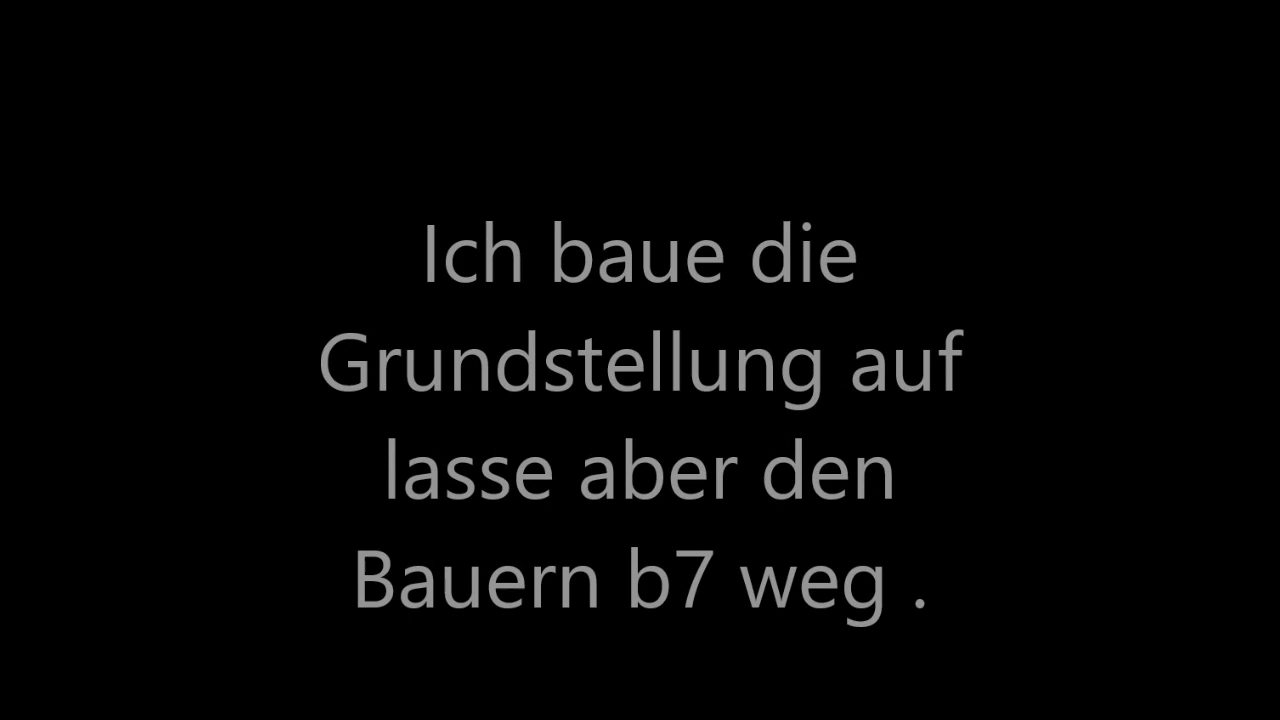 Ich baue die
Grundstellung auf
lasse aber den
Bauern b7 weg .